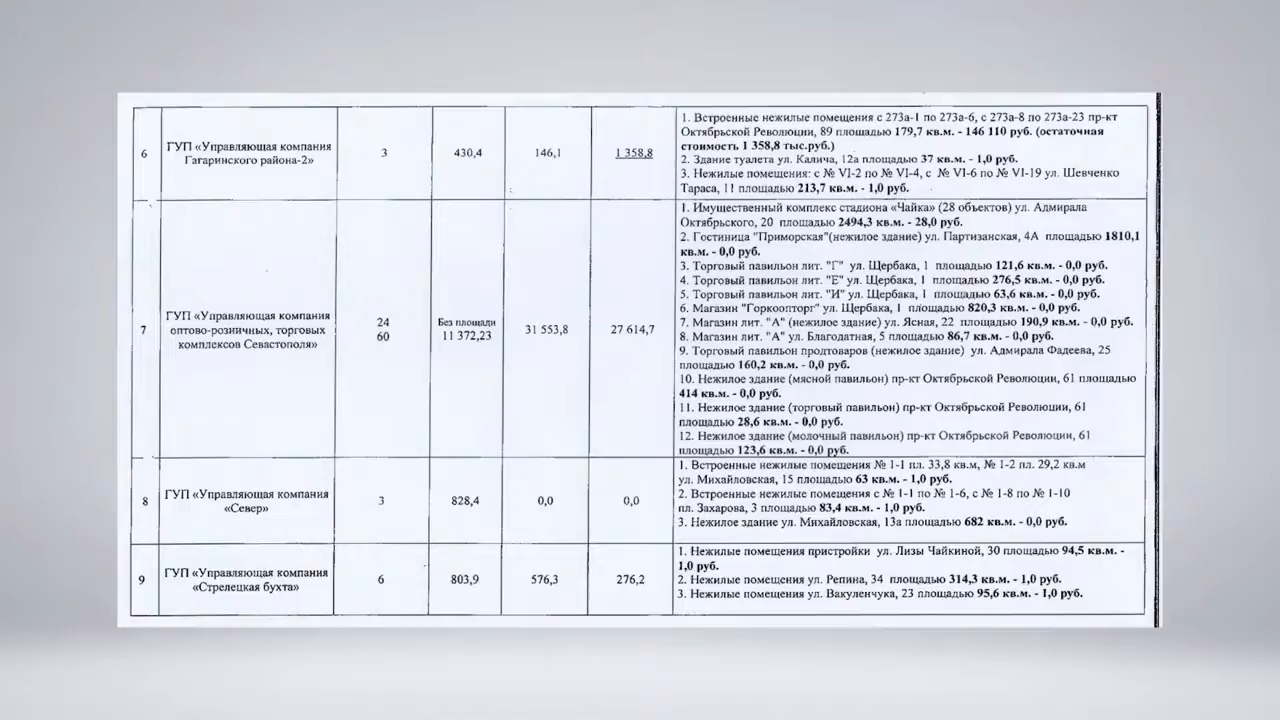 6
ГУП «Управляющая компания
Гагаринского района-2»
3
430,4
146,1
1 358,8
1. Встроенные нежилые помещения с 273а-1 по 273а-6, с 273а-8 по 273а-23 пр-кт
Октябрьской Революции, 89 площадью 179,7 кв.м. - 146 110 руб. (остаточная
стоимость 1 358,8 тыс.руб.)
2. Здание туалета ул. Калича, 12а площадью 37 кв.м. - 1,0 руб.
3. Нежилые помещения: с № VI-2 по № VI-4, с № VI-6 по № VI-19 ул. Шевченко
Тараса, 11 площадью 213,7 кв.м. - 1,0 руб.
7
ГУП «Управляющая компания
оптово-розничных, торговых
комплексов Севастополя»
24
60
Без площади
11 372,23
31 553,8
27 614,7
1. Имущественный комплекс стадиона «Чайка» (28 объектов) ул. Адмирала
Октябрьского, 20 площадью 2494,3 кв.м. - 28,0 руб.
2. Гостиница "Приморская"(нежилое здание) ул. Партизанская, 4А площадью 1810,1
кв.м. - 0,0 руб.
3. Торговый павильон лит. "Г" ул. Щербака, 1 площадью 121,6 кв.м. - 0,0 руб.
4. Торговый павильон лит. "Е" ул. Щербака, 1 площадью 276,5 кв.м. - 0,0 руб.
5. Торговый павильон лит. "И" ул. Щербака, 1 площадью 63,6 кв.м. - 0,0 руб.
6. Магазин "Горкоопторг" ул. Щербака, 1 площадью 820,3 кв.м. - 0,0 руб.
7. Магазин лит. "А" (нежилое здание) ул. Ясная, 22 площадью 190,9 кв.м. - 0,0 руб.
8. Магазин лит. "А" ул. Благодатная, 5 площадью 86,7 кв.м. - 0,0 руб.
9. Торговый павильон продтоваров (нежилое здание) ул. Адмирала Фадеева, 25
площадью 160,2 кв.м. - 0,0 руб.
10. Нежилое здание (мясной павильон) пр-кт Октябрьской Революции, 61 площадью
414 кв.м. - 0,0 руб.
11. Нежилое здание (торговый павильон) пр-кт Октябрьской Революции, 61
площадью 28,6 кв.м. - 0,0 руб.
12. Нежилое здание (молочный павильон) пр-кт Октябрьской Революции, 61
площадью 123,6 кв.м. - 0,0 руб.
8
ГУП «Управляющая компания
«Север»
3
828,4
0,0
0,0
1. Встроенные нежилые помещения № 1-1 пл. 33,8 кв.м, № 1-2 пл. 29,2 кв.м
ул. Михайловская, 15 площадью 63 кв.м. - 1,0 руб.
2. Встроенные нежилые помещения с № 1-1 по № 1-6, с № 1-8 по № 1-10
пл. Захарова, 3 площадью 83,4 кв.м. - 1,0 руб.
3. Нежилое здание ул. Михайловская, 13а площадью 682 кв.м. - 0,0 руб.
9
ГУП «Управляющая компания
«Стрелецкая бухта»
6
803,9
576,3
276,2
1. Нежилые помещения пристройки ул. Лизы Чайкиной, 30 площадью 94,5 кв.м. -
1,0 руб.
2. Нежилые помещения ул. Репина, 34 площадью 314,3 кв.м. - 1,0 руб.
3. Нежилые помещения ул. Вакуленчука, 23 площадью 95,6 кв.м. - 1,0 руб.